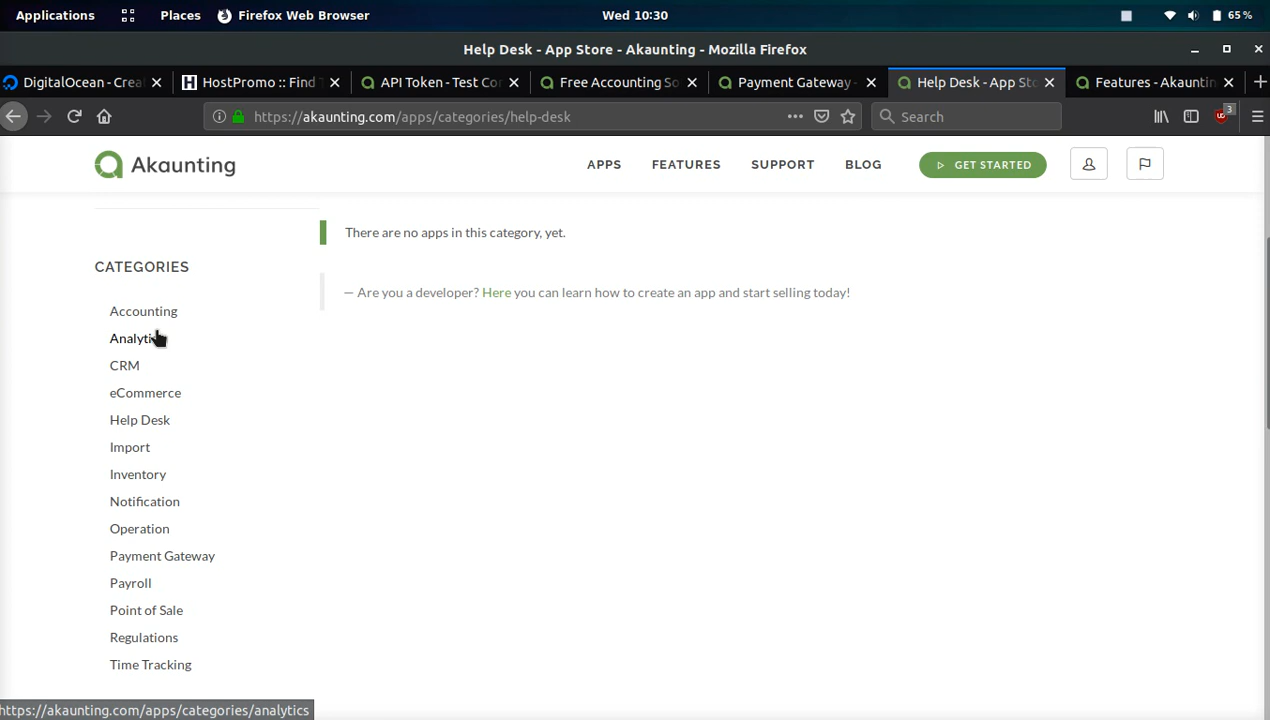 Applications Places Firefox Web Browser Wed 10:30 65 %
Help Desk - App Store - Akaunting - Mozilla Firefox
DigitalOcean - Crea HostPromo :: Find API Token - Test Co Free Accounting So Payment Gateway - Help Desk - App Sto Features - Akauntin
https://akaunting.com/apps/categories/help-desk Search 3
Akaunting APPS FEATURES SUPPORT BLOG GET STARTED
There are no apps in this category, yet.
CATEGORIES
— Are you a developer? Here you can learn how to create an app and start selling today!
Accounting
Analyti
CRM
eCommerce
Help Desk
Import
Inventory
Notification
Operation
Payment Gateway
Payroll
Point of Sale
Regulations
Time Tracking
https://akaunting.com/apps/categories/analytics